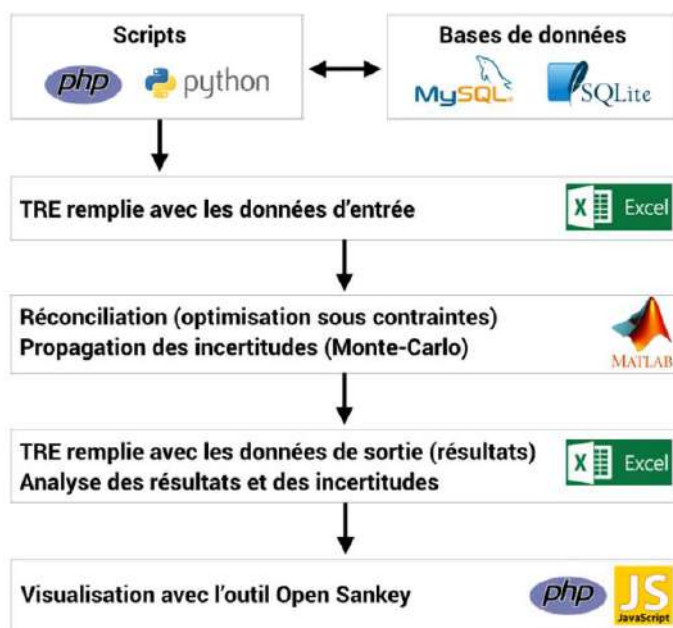 Scripts
php python
Bases de données
MySQL SQLite
TRE remplie avec les données d'entrée
X Excel
Réconciliation (optimisation sous contraintes)
Propagation des incertitudes (Monte-Carlo)
MATLAB
TRE remplie avec les données de sortie (résultats)
Analyse des résultats et des incertitudes
X Excel
Visualisation avec l'outil Open Sankey
php
JS
JavaScript